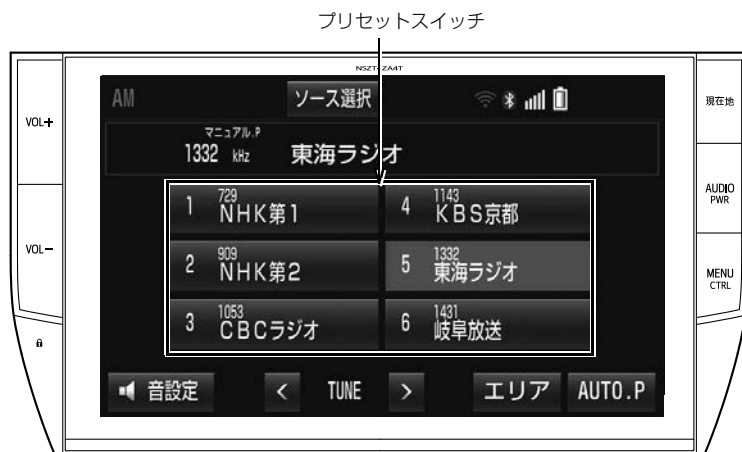 プリセットスイッチ
NSZT-ZA4T
AM
ソース選択
マニュアル.P
1332 kHz 東海ラジオ
1 729 NHK第1
4 1143 KBS京都
2 909 NHK第2
5 1332 東海ラジオ
3 1053 CBCラジオ
6 1431 岐阜放送
音設定
< TUNE >
エリア
AUTO.P
VOL+
VOL-
現在地
AUDIO
PWR
MENU
CTRL